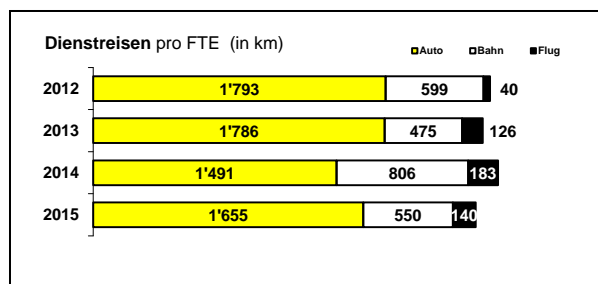 Dienstreisen pro FTE (in km)
Auto Bahn Flug
2012 1'793 599 40
2013 1'786 475 126
2014 1'491 806 183
2015 1'655 550 140